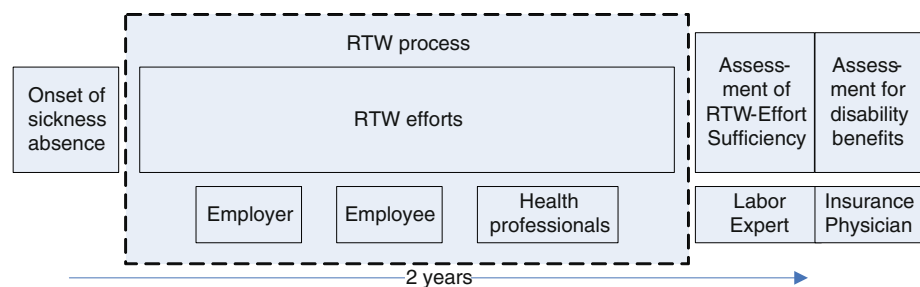 RTW process
Onset of
sickness
absence
RTW efforts
Assess-
ment of
RTW-Effort
Sufficiency
Assess-
ment for
disability
benefits
Employer
Employee
Health
professionals
Labor
Expert
Insurance
Physician
2 years